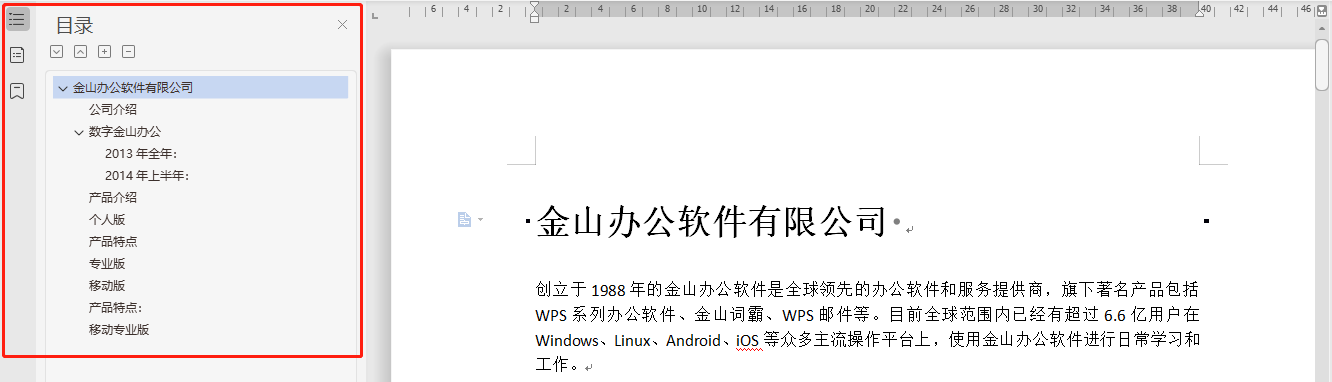 目录
金山办公软件有限公司
公司介绍
数字金山办公
2013 年全年：
2014 年上半年：
产品介绍
个人版
产品特点
专业版
移动版
产品特点：
移动专业版
6 4 2 2 4 6 8 10 12 14 16 18 20 22 24 26 28 30 32 34 36 38 40 42 44 46
金山办公软件有限公司
创立于 1988 年的金山办公软件是全球领先的办公软件和服务提供商，旗下著名产品包括
WPS 系列办公软件、金山词霸、WPS 邮件等。目前全球范围内已经有超过 6.6 亿用户在
Windows、Linux、Android、iOS 等众多主流操作平台上，使用金山办公软件进行日常学习和
工作。